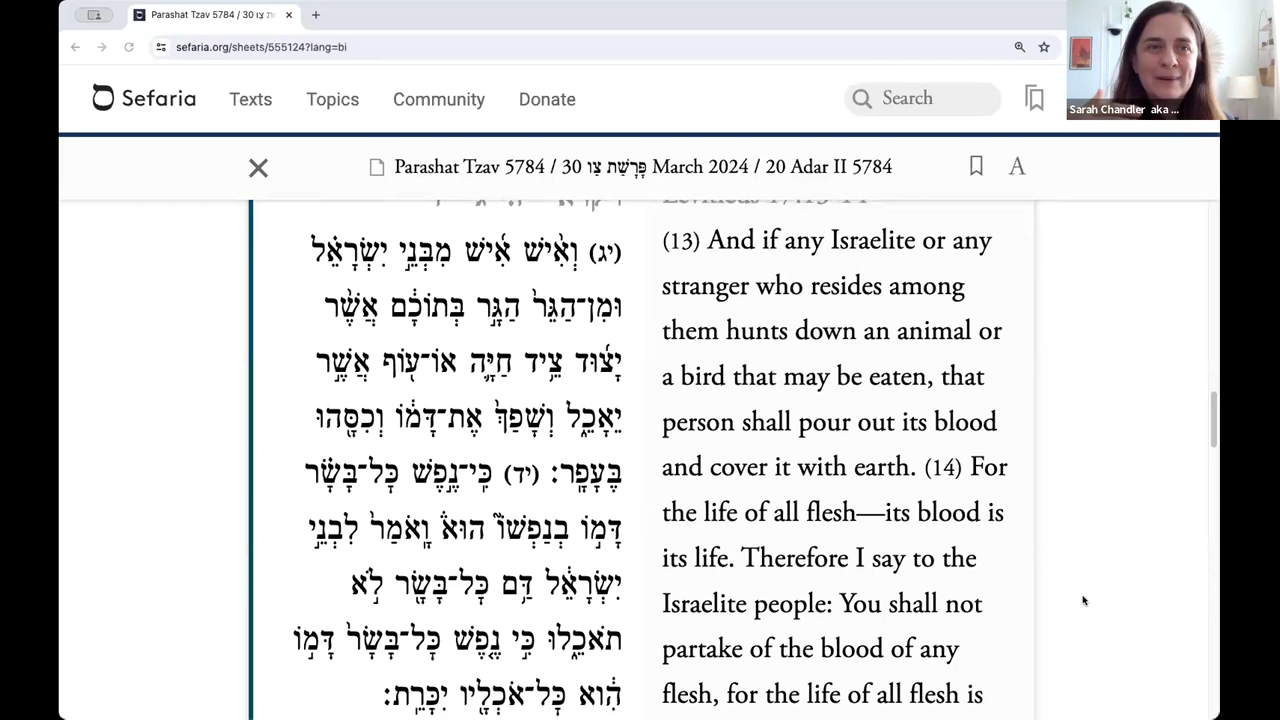 Parashat Tzav 5784 / 30 פָּרָשַׁת צַו
sefaria.org/sheets/555124?lang=bi
Sefaria
Texts
Topics
Community
Donate
Search
Sarah Chandler aka ...
Parashat Tzav 5784 / 30 פָּרָשַׁת צַו March 2024 / 20 Adar II 5784
A
(יג) וְאִ֨ישׁ אִ֜ישׁ מִבְּנֵ֣י יִשְׂרָאֵ֗ל
וּמִן־הַגֵּר֙ הַגָּ֣ר בְּתוֹכָ֔ם אֲשֶׁ֨ר
יָצ֜וּד צֵ֥יד חַיָּ֛ה אוֹ־ע֖וֹף אֲשֶׁ֣ר
יֵאָכֵ֑ל וְשָׁפַךְ֙ אֶת־דָּמ֔וֹ וְכִסָּ֖הוּ
בֶּעָפָֽר׃ (יד) כִּֽי־נֶ֣פֶשׁ כׇּל־בָּשָׂ֗ר
דָּמ֣וֹ בְנַפְשׁוֹ֮ הוּא֒ וָֽאֹמַר֙ לִבְנֵ֣י
יִשְׂרָאֵ֔ל דַּ֥ם כׇּל־בָּשָׂ֖ר לֹ֣א
תֹאכֵ֑לוּ כִּ֣י נֶ֤פֶשׁ כׇּל־בָּשָׂר֙ דָּמ֣וֹ
הִ֔וא כׇּל־אֹכְלָ֖יו יִכָּרֵֽת׃
Leviticus 17:13-14
(13) And if any Israelite or any
stranger who resides among
them hunts down an animal or
a bird that may be eaten, that
person shall pour out its blood
and cover it with earth. (14) For
the life of all flesh—its blood is
its life. Therefore I say to the
Israelite people: You shall not
partake of the blood of any
flesh, for the life of all flesh is